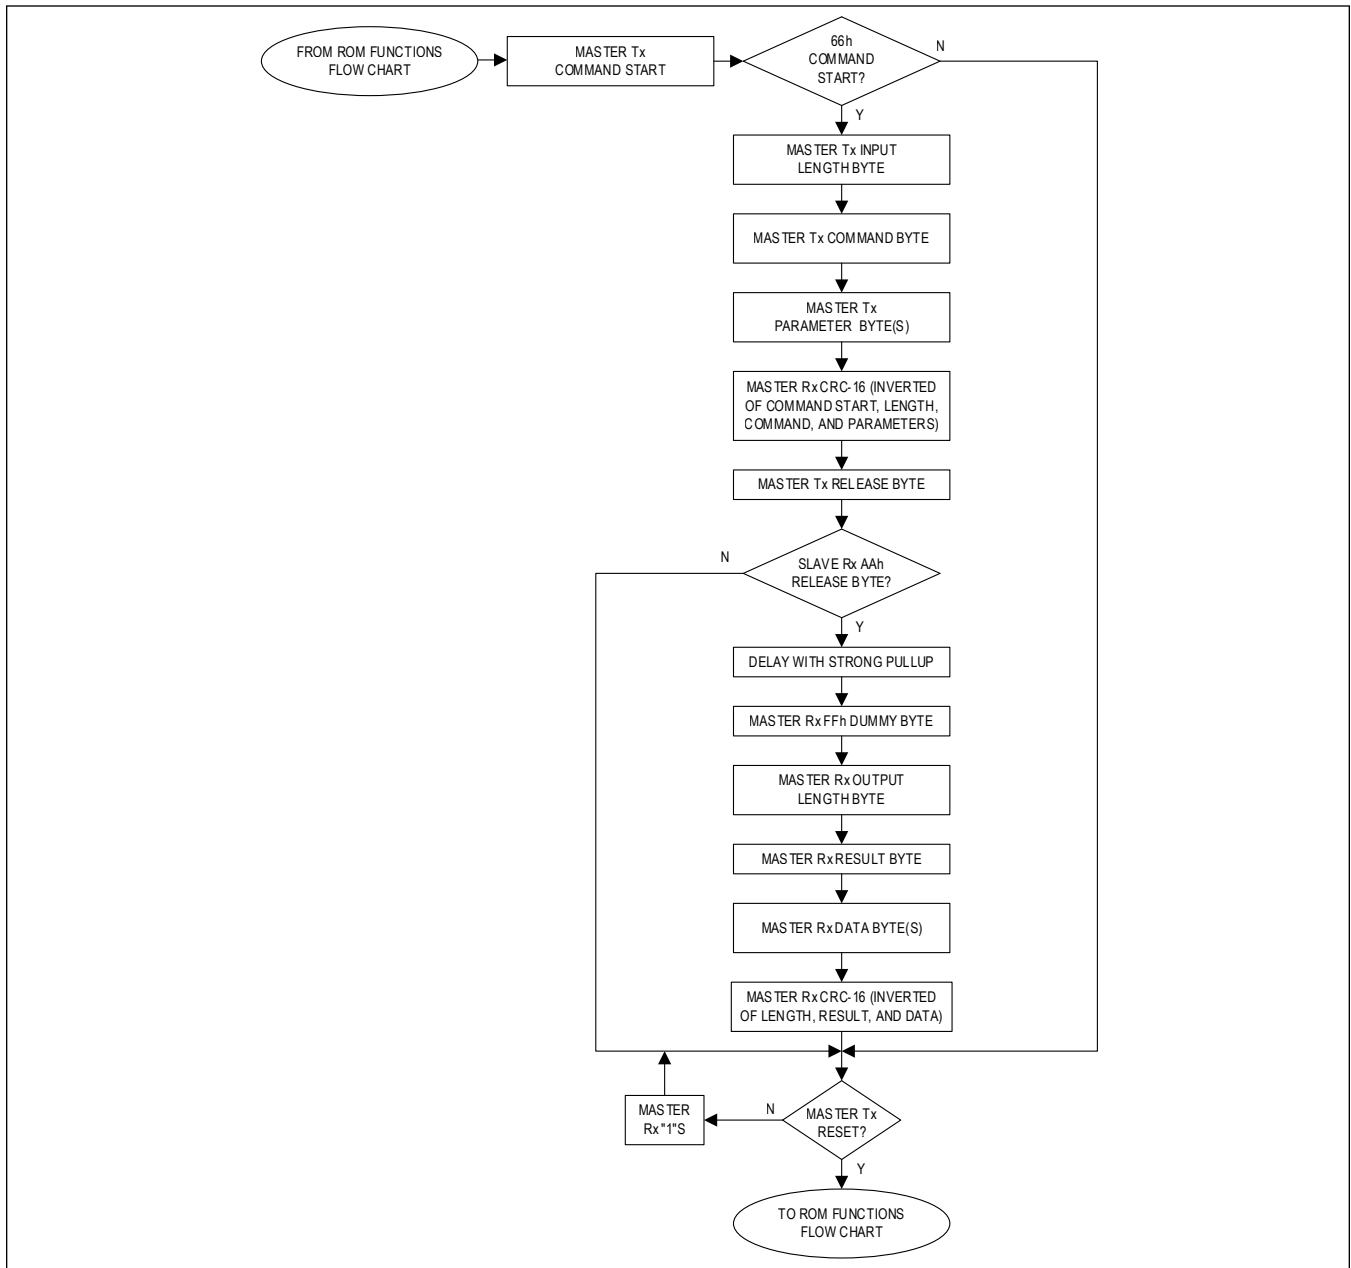 FROM ROM FUNCTIONS
FLOW CHART
MASTER Tx
COMMAND START
66h
COMMAND
START?
N
Y
MASTER Tx INPUT
LENGTH BYTE
MASTER Tx COMMAND BYTE
MASTER Tx
PARAMETER BYTE(S)
MASTER Rx CRC-16 (INVERTED
OF COMMAND START, LENGTH,
COMMAND, AND PARAMETERS)
MASTER Tx RELEASE BYTE
N
SLAVE Rx AAh
RELEASE BYTE?
Y
DELAY WITH STRONG PULLUP
MASTER Rx FFh DUMMY BYTE
MASTER Rx OUTPUT
LENGTH BYTE
MASTER Rx RESULT BYTE
MASTER Rx DATA BYTE(S)
MASTER Rx CRC-16 (INVERTED
OF LENGTH, RESULT, AND DATA)
MASTER
Rx "1"S
N
MASTER Tx
RESET?
Y
TO ROM FUNCTIONS
FLOW CHART